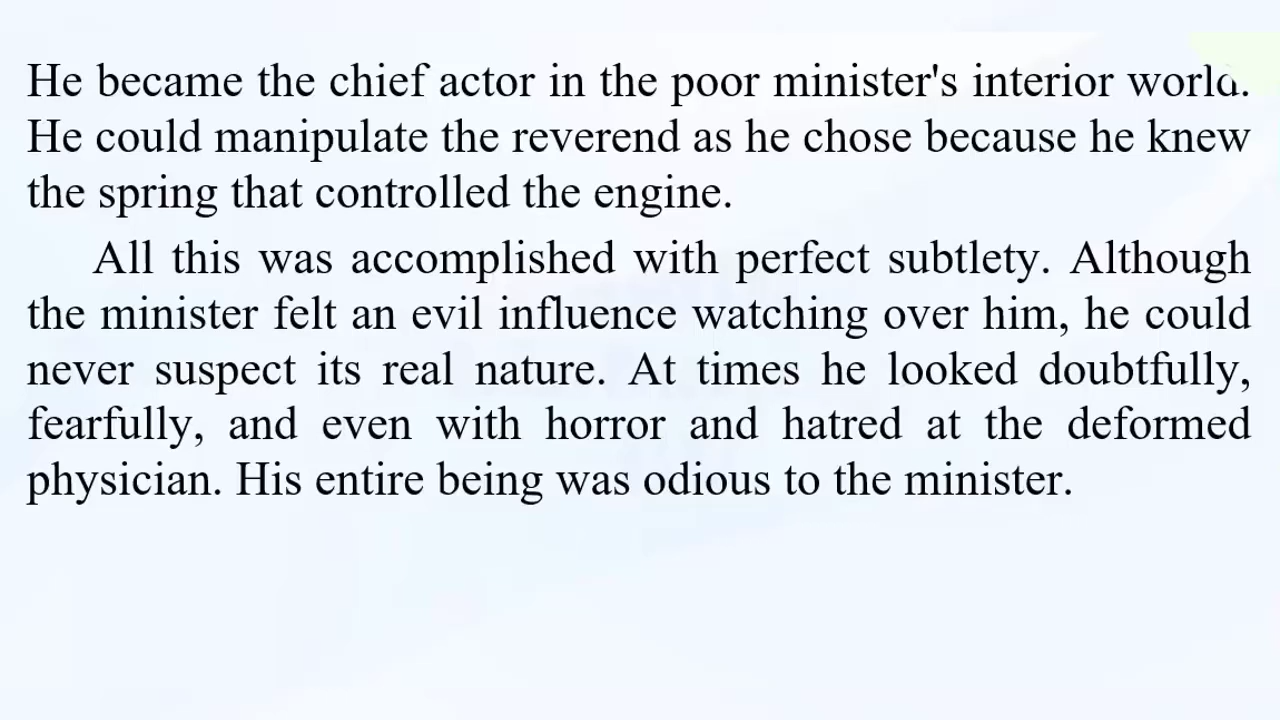 He became the chief actor in the poor minister's interior world.
He could manipulate the reverend as he chose because he knew
the spring that controlled the engine.
All this was accomplished with perfect subtlety. Although
the minister felt an evil influence watching over him, he could
never suspect its real nature. At times he looked doubtfully,
fearfully, and even with horror and hatred at the deformed
physician. His entire being was odious to the minister.